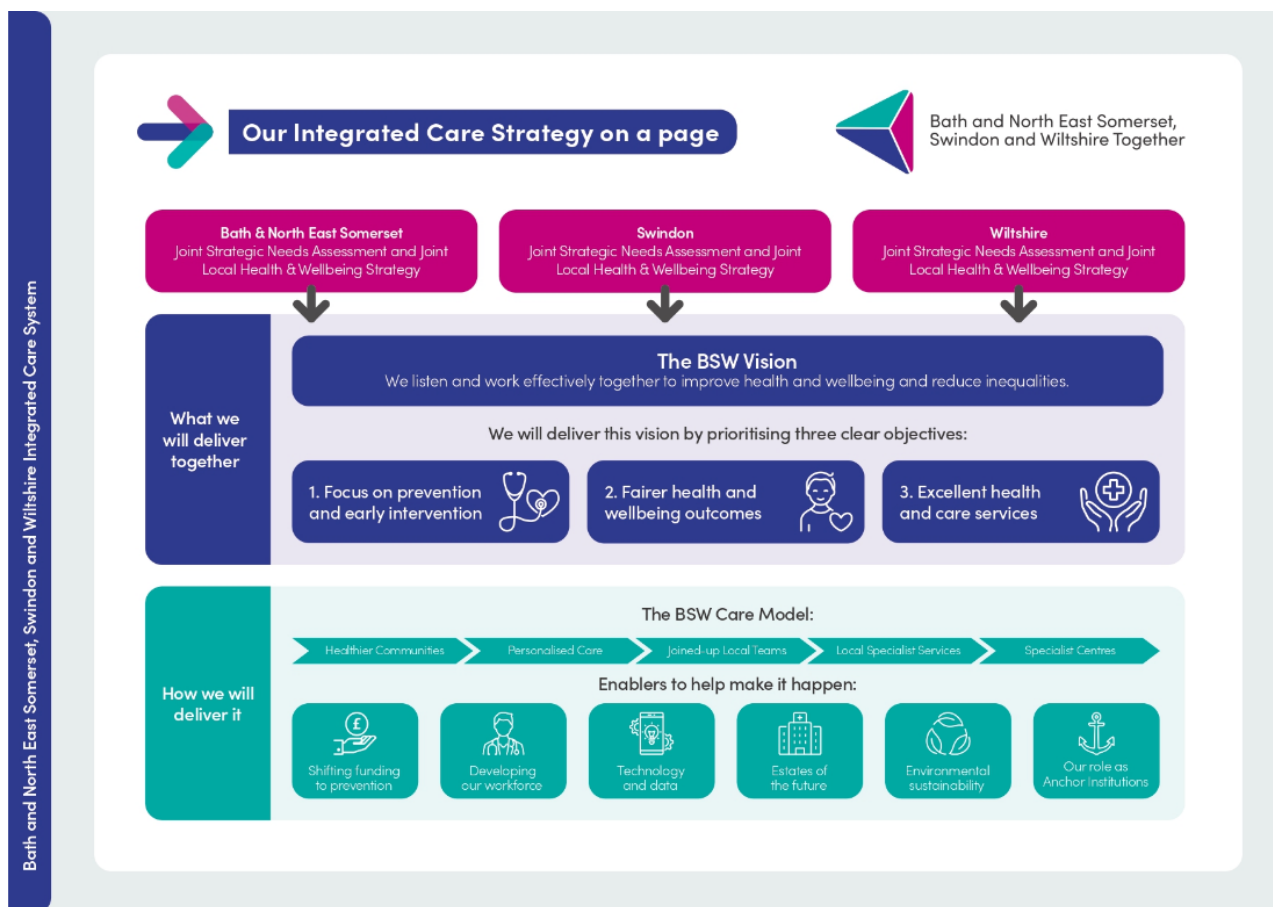 Bath and North East Somerset, Swindon and Wiltshire Integrated Care System
Our Integrated Care Strategy on a page
Bath and North East Somerset,
Swindon and Wiltshire Together
Bath & North East Somerset
Joint Strategic Needs Assessment and Joint
Local Health & Wellbeing Strategy
Swindon
Joint Strategic Needs Assessment and Joint
Local Health & Wellbeing Strategy
Wiltshire
Joint Strategic Needs Assessment and Joint
Local Health & Wellbeing Strategy
What we
will deliver
together
The BSW Vision
We listen and work effectively together to improve health and wellbeing and reduce inequalities.
We will deliver this vision by prioritising three clear objectives:
1. Focus on prevention
and early intervention
2. Fairer health and
wellbeing outcomes
3. Excellent health
and care services
How we will
deliver it
The BSW Care Model:
Healthier Communities
Personalised Care
Joined-up Local Teams
Local Specialist Services
Specialist Centres
Enablers to help make it happen:
£
Shifting funding
to prevention
Developing
our workforce
Technology
and data
Estates of
the future
Environmental
sustainability
Our role as
Anchor Institutions